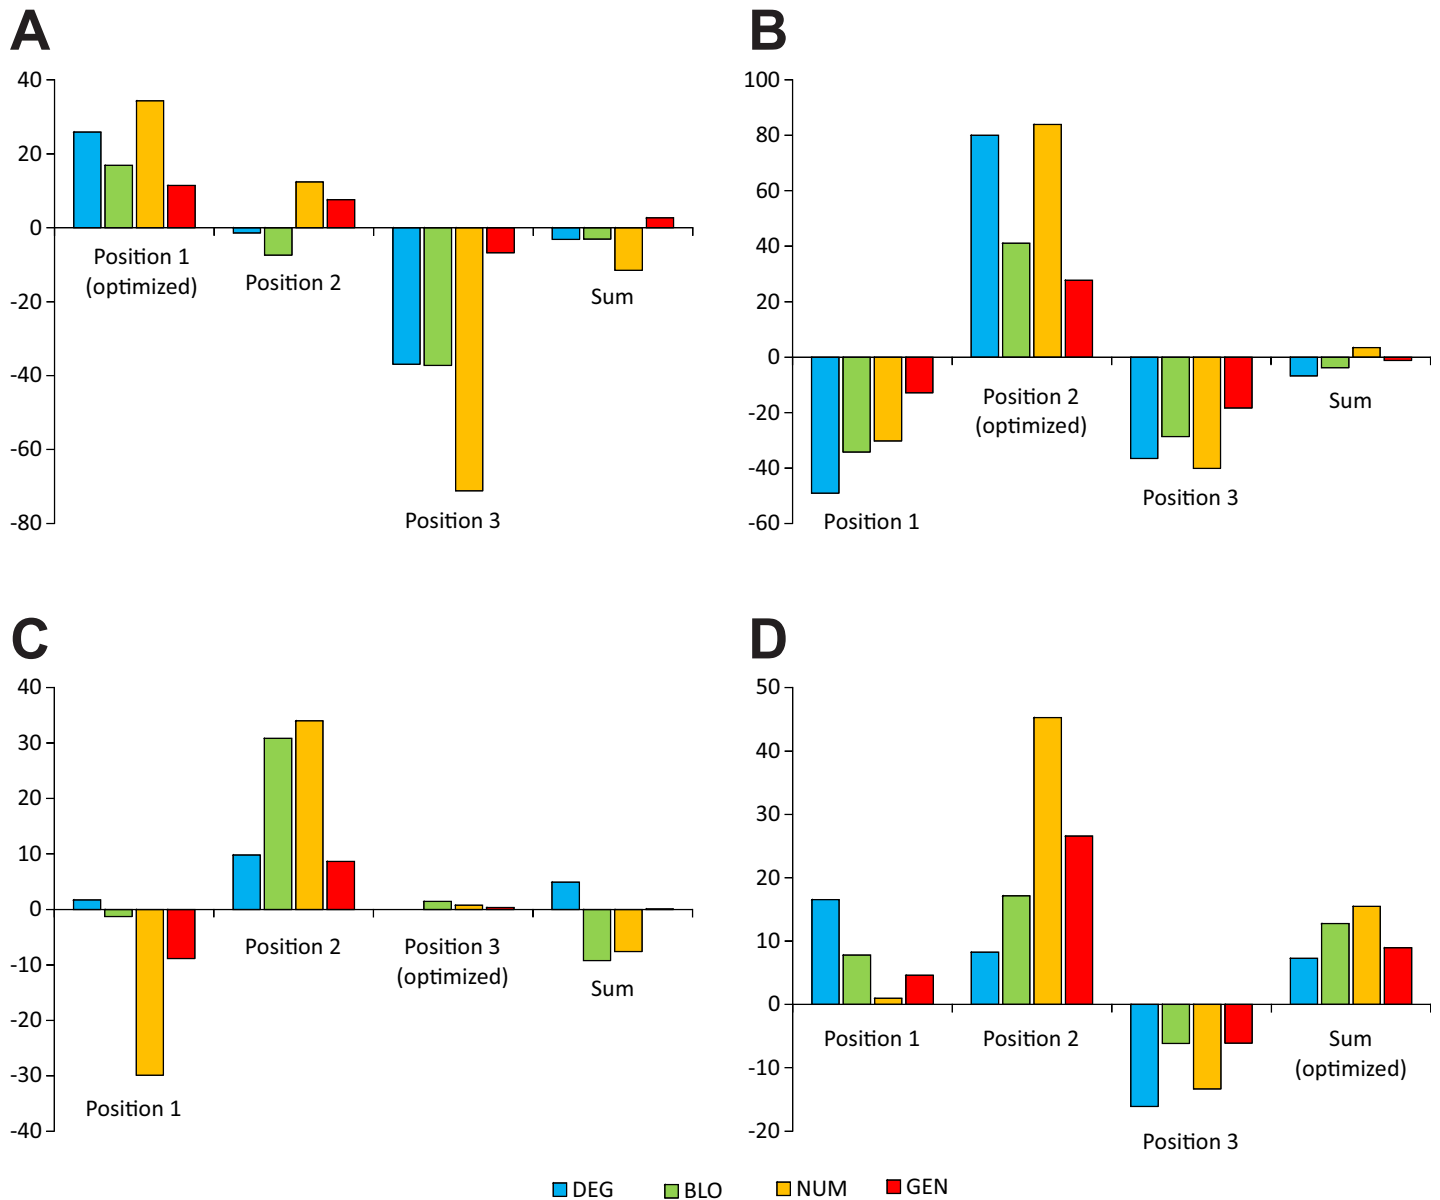 A
40
20
0
-20
-40
-60
-80
Position 1
(optimized)
Position 2
Position 3
Sum
B
100
80
60
40
20
0
-20
-40
-60
Position 1
Position 2
(optimized)
Position 3
Sum
C
40
30
20
10
0
-10
-20
-30
-40
Position 1
Position 2
Position 3
(optimized)
Sum
D
50
40
30
20
10
0
-10
-20
Position 1
Position 2
Position 3
Sum
(optimized)
DEG BLO NUM GEN